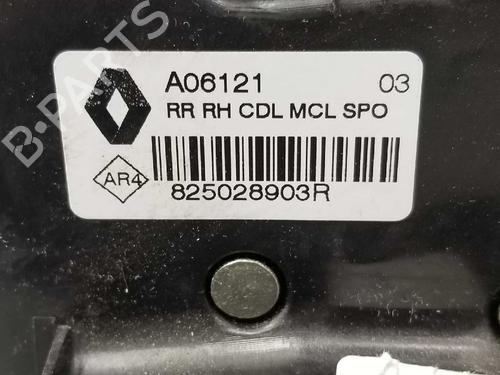 B-PARTS
A06121 03
RR RH CDL MCL SPO
AR4
825028903R